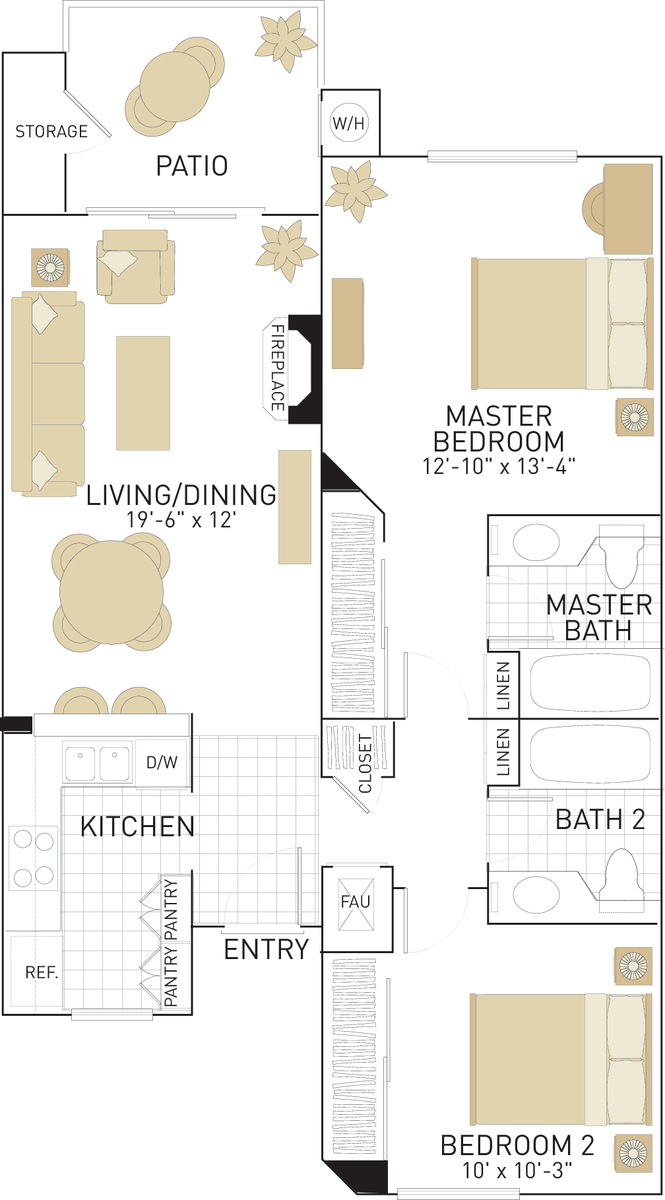 STORAGE
PATIO
W/H
FIREPLACE
MASTER
BEDROOM
12'-10" x 13'-4"
LIVING/DINING
19'-6" x 12'
MASTER
BATH
LINEN
LINEN
D/W
CLOSET
KITCHEN
BATH 2
PANTRY
PANTRY
FAU
ENTRY
REF.
BEDROOM 2
10' x 10'-3"